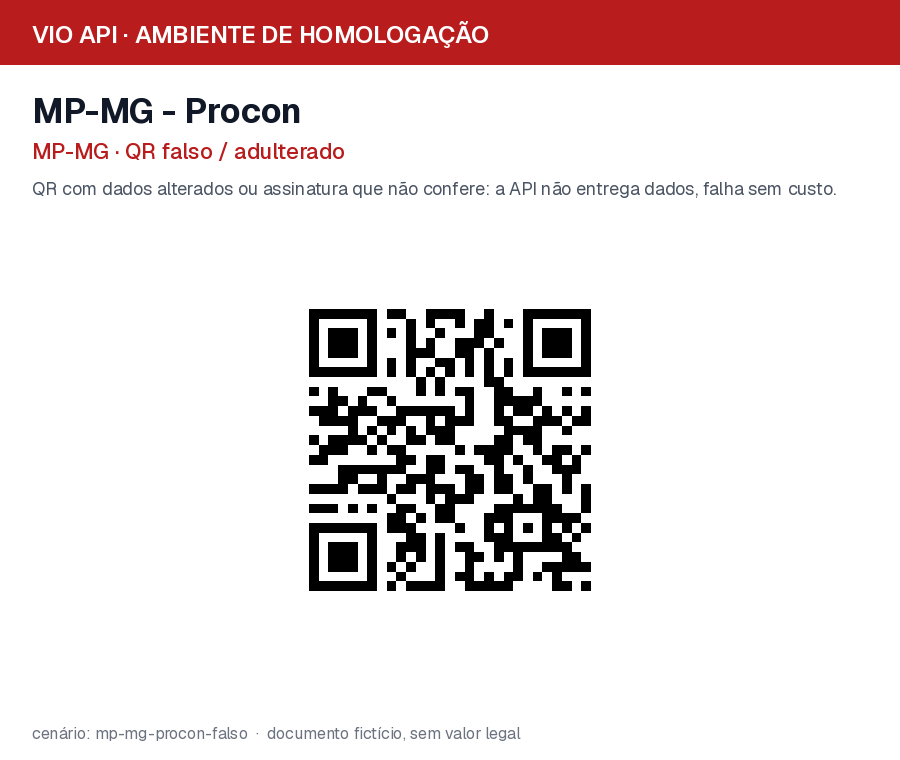 VIO API · AMBIENTE DE HOMOLOGAÇÃO
MP-MG - Procon
MP-MG · QR falso / adulterado
QR com dados alterados ou assinatura que não confere: a API não entrega dados, falha sem custo.
cenário: mp-mg-procon-falso · documento fictício, sem valor legal